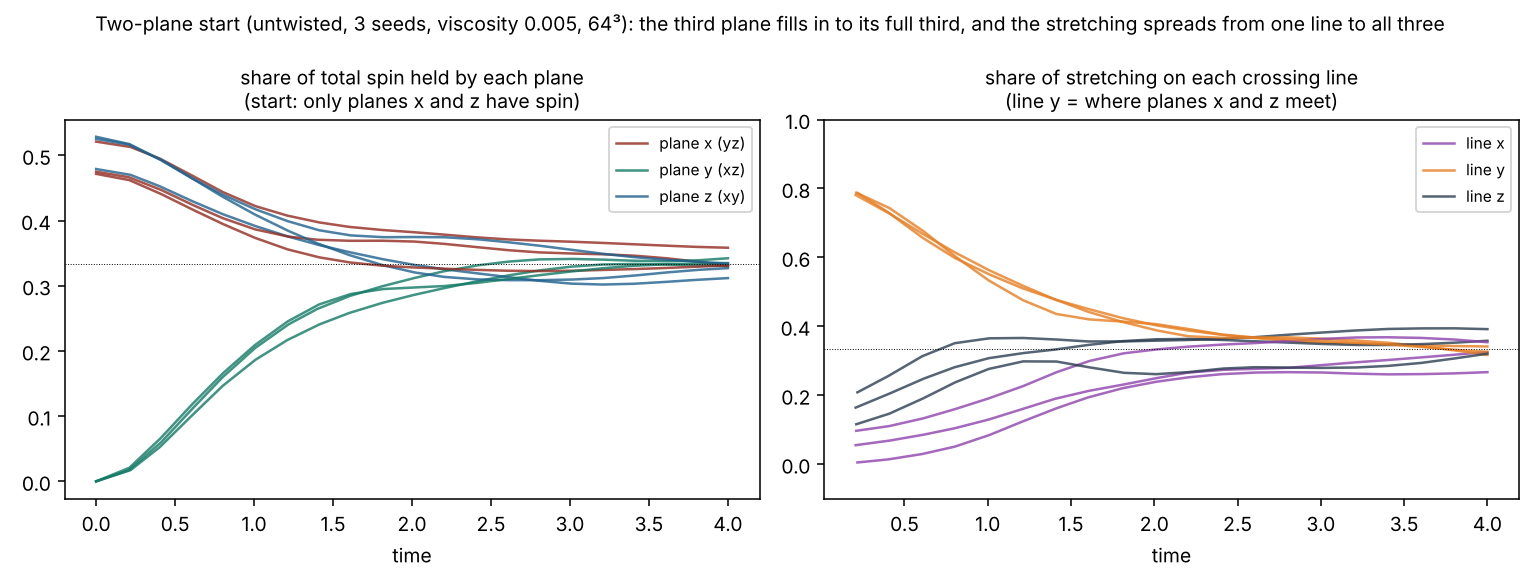 Two-plane start (untwisted, 3 seeds, viscosity 0.005, 64³): the third plane fills in to its full third, and the stretching spreads from one line to all three
share of total spin held by each plane
(start: only planes x and z have spin)
0.5
0.4
0.3
0.2
0.1
0.0
plane x (yz)
plane y (xz)
plane z (xy)
0.0 0.5 1.0 1.5 2.0 2.5 3.0 3.5 4.0
time
share of stretching on each crossing line
(line y = where planes x and z meet)
1.0
0.8
0.6
0.4
0.2
0.0
line x
line y
line z
0.5 1.0 1.5 2.0 2.5 3.0 3.5 4.0
time